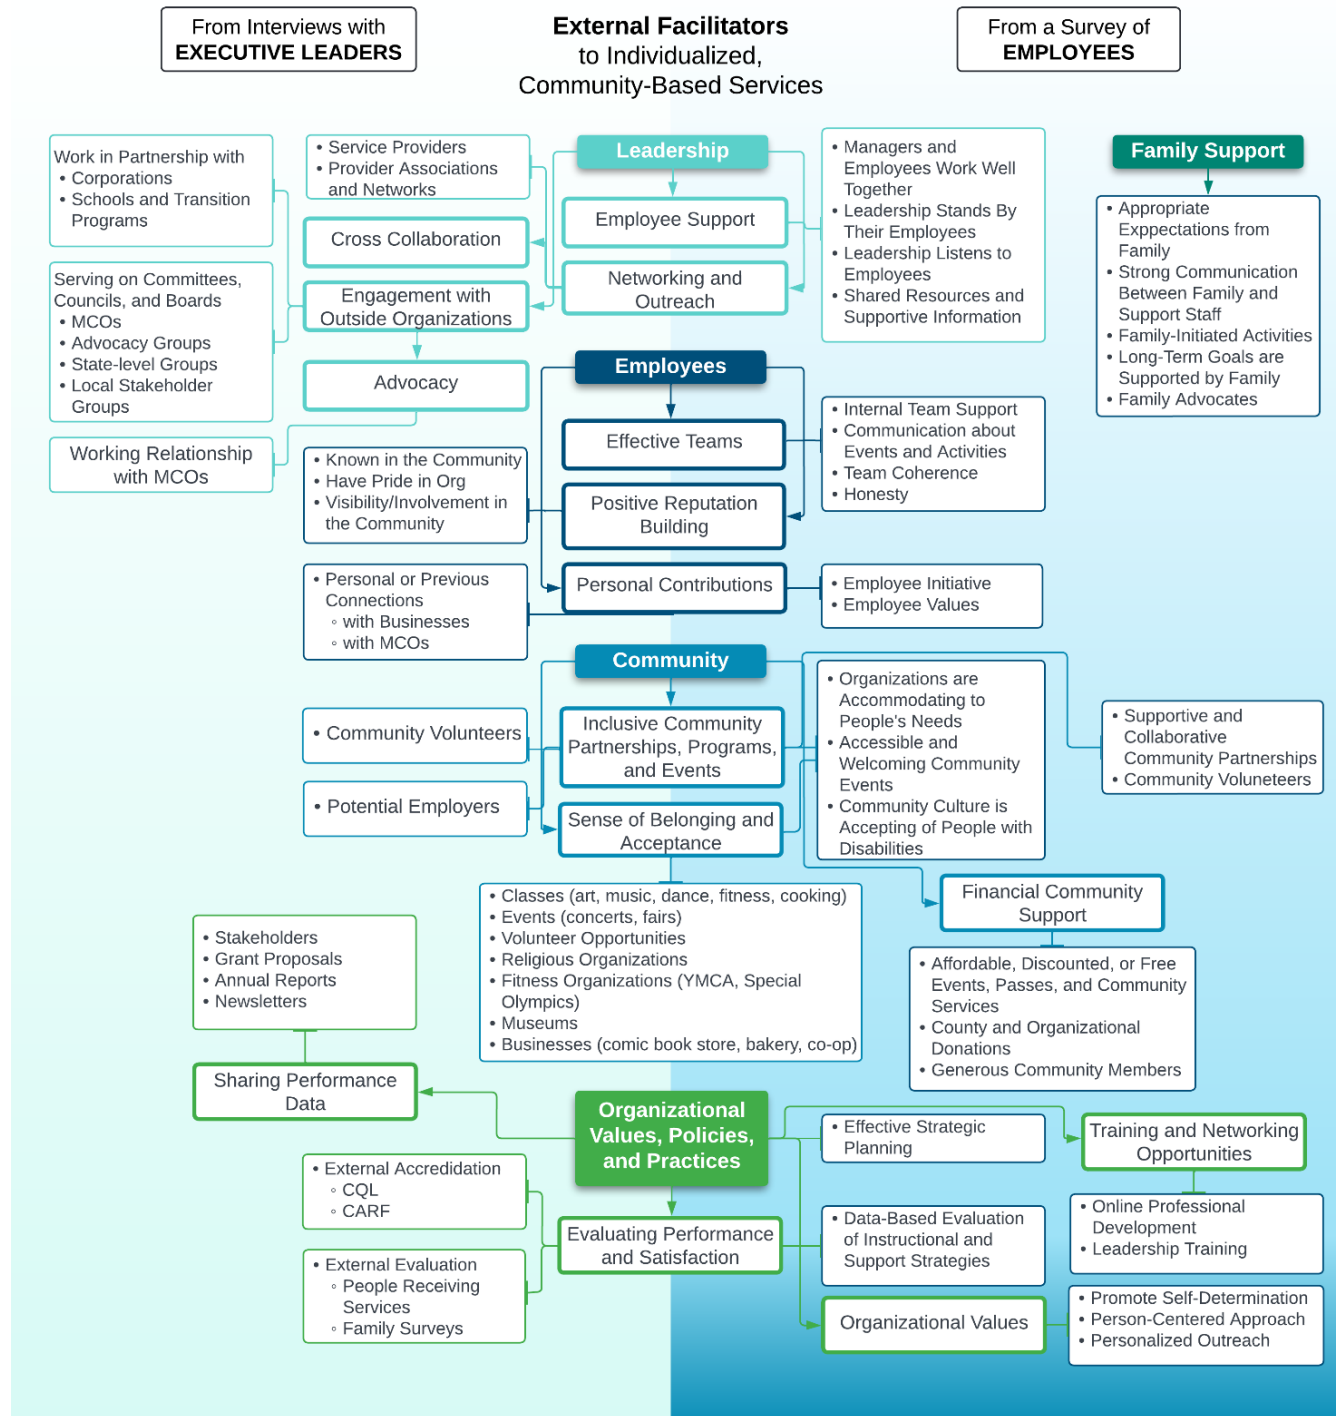 From Interviews with
EXECUTIVE LEADERS
External Facilitators
to Individualized,
Community-Based Services
From a Survey of
EMPLOYEES
Work in Partnership with
• Corporations
• Schools and Transition
Programs
• Service Providers
• Provider Associations
and Networks
Leadership
• Managers and
Employees Work Well
Together
• Leadership Stands By
Their Employees
• Leadership Listens to
Employees
• Shared Resources and
Supportive Information
Family Support
• Appropriate
Exppectations from
Family
• Strong Communication
Between Family and
Support Staff
• Family-Initiated Activities
• Long-Term Goals are
Supported by Family
• Family Advocates
Employee Support
Cross Collaboration
Networking and
Outreach
Engagement with
Outside Organizations
Serving on Committees,
Councils, and Boards
• MCOs
• Advocacy Groups
• State-level Groups
• Local Stakeholder
Groups
Advocacy
Working Relationship
with MCOs
Employees
Effective Teams
• Internal Team Support
• Communication about
Events and Activities
• Team Coherence
• Honesty
• Known in the Community
• Have Pride in Org
• Visibility/Involvement in
the Community
Positive Reputation
Building
• Personal or Previous
Connections
◦ with Businesses
◦ with MCOs
Personal Contributions
• Employee Initiative
• Employee Values
Community
• Community Volunteers
Inclusive Community
Partnerships, Programs,
and Events
• Organizations are
Accommodating to
People's Needs
• Accessible and
Welcoming Community
Events
• Community Culture is
Accepting of People with
Disabilities
• Supportive and
Collaborative
Community Partnerships
• Community Voluneteers
• Potential Employers
Sense of Belonging and
Acceptance
• Classes (art, music, dance, fitness, cooking)
• Events (concerts, fairs)
• Volunteer Opportunities
• Religious Organizations
• Fitness Organizations (YMCA, Special
Olympics)
• Museums
• Businesses (comic book store, bakery, co-op)
Financial Community
Support
• Affordable, Discounted, or Free
Events, Passes, and Community
Services
• County and Organizational
Donations
• Generous Community Members
• Stakeholders
• Grant Proposals
• Annual Reports
• Newsletters
Sharing Performance
Data
Organizational
Values, Policies,
and Practices
• Effective Strategic
Planning
Training and Networking
Opportunities
• Online Professional
Development
• Leadership Training
• External Accredidation
◦ CQL
◦ CARF
Evaluating Performance
and Satisfaction
• Data-Based Evaluation
of Instructional and
Support Strategies
• External Evaluation
◦ People Receiving
Services
◦ Family Surveys
Organizational Values
• Promote Self-Determination
• Person-Centered Approach
• Personalized Outreach